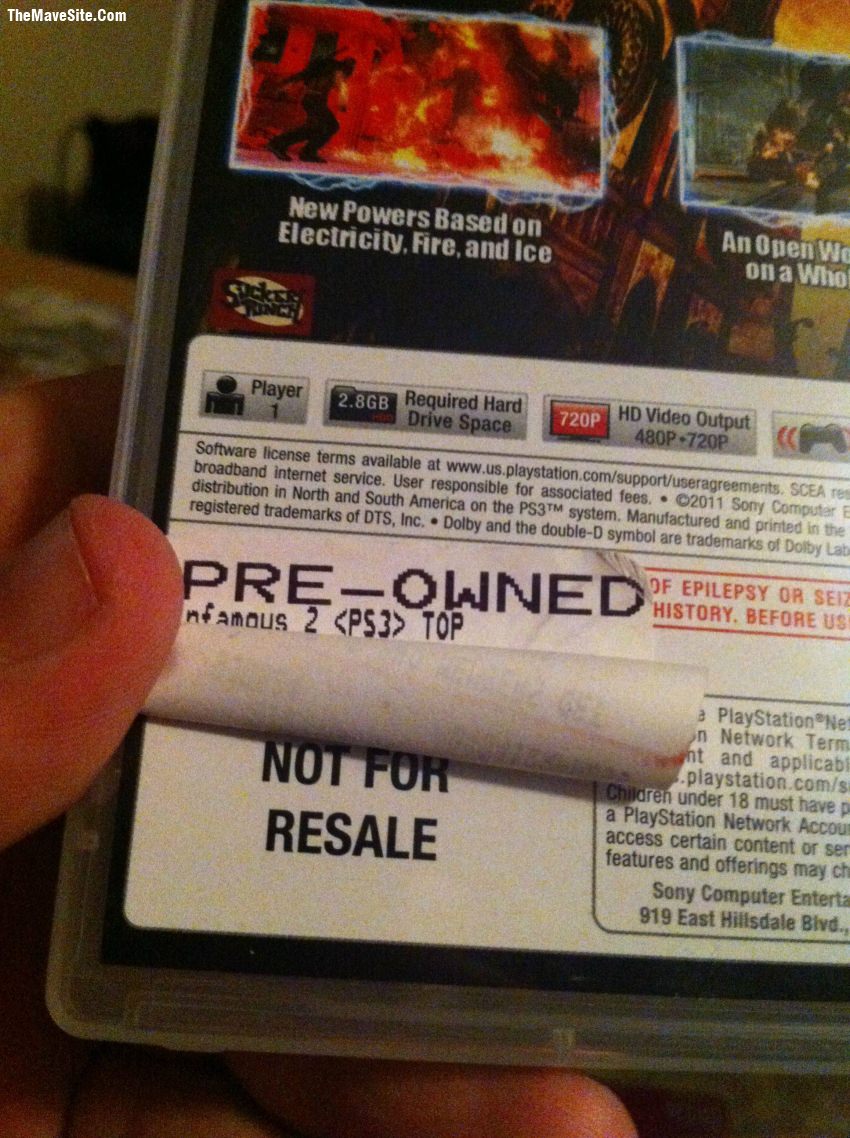 TheMaveSite.Com
New Powers Based on
Electricity, Fire, and Ice
An Open Wo
on a Whol
SUCKER
PUNCH
Player
1
2.8GB
Required Hard
Drive Space
720P
HD Video Output
480P•720P
Software license terms available at www.us.playstation.com/support/useragreements. SCEA res
broadband internet service. User responsible for associated fees. • ©2011 Sony Computer E
distribution in North and South America on the PS3™ system. Manufactured and printed in the
registered trademarks of DTS, Inc. • Dolby and the double-D symbol are trademarks of Dolby Lab
PRE-OWNED
nfamous 2 <PS3> TOP
OF EPILEPSY OR SEIZ
HISTORY. BEFORE US
NOT FOR
RESALE
e PlayStation®Net
n Network Term
nt and applicabl
.playstation.com/s
Children under 18 must have p
a PlayStation Network Accou
access certain content or ser
features and offerings may ch
Sony Computer Enterta
919 East Hillsdale Blvd.,